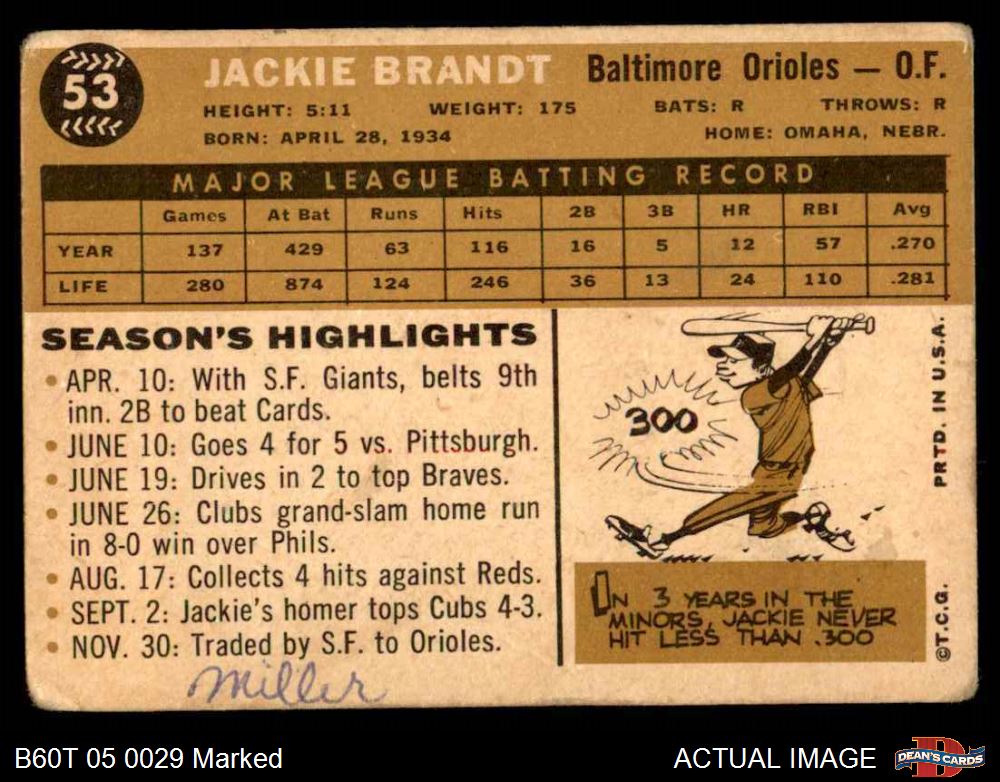 53
JACKIE BRANDT Baltimore Orioles — O.F.
HEIGHT: 5:11 WEIGHT: 175 BATS: R THROWS: R
BORN: APRIL 28, 1934 HOME: OMAHA, NEBR.
MAJOR LEAGUE BATTING RECORD
Games At Bat Runs Hits 2B 3B HR RBI Avg
YEAR 137 429 63 116 16 5 12 57 .270
LIFE 280 874 124 246 36 13 24 110 .281
SEASON'S HIGHLIGHTS
• APR. 10: With S.F. Giants, belts 9th
inn. 2B to beat Cards.
• JUNE 10: Goes 4 for 5 vs. Pittsburgh.
• JUNE 19: Drives in 2 to top Braves.
• JUNE 26: Clubs grand-slam home run
in 8-0 win over Phils.
• AUG. 17: Collects 4 hits against Reds.
• SEPT. 2: Jackie's homer tops Cubs 4-3.
• NOV. 30: Traded by S.F. to Orioles.
Miller
300
IN 3 YEARS IN THE
MINORS, JACKIE NEVER
HIT LESS THAN .300
PRTD. IN U.S.A.
©T.C.G.
B60T 05 0029 Marked
ACTUAL IMAGE
D
DEAN'S CARDS